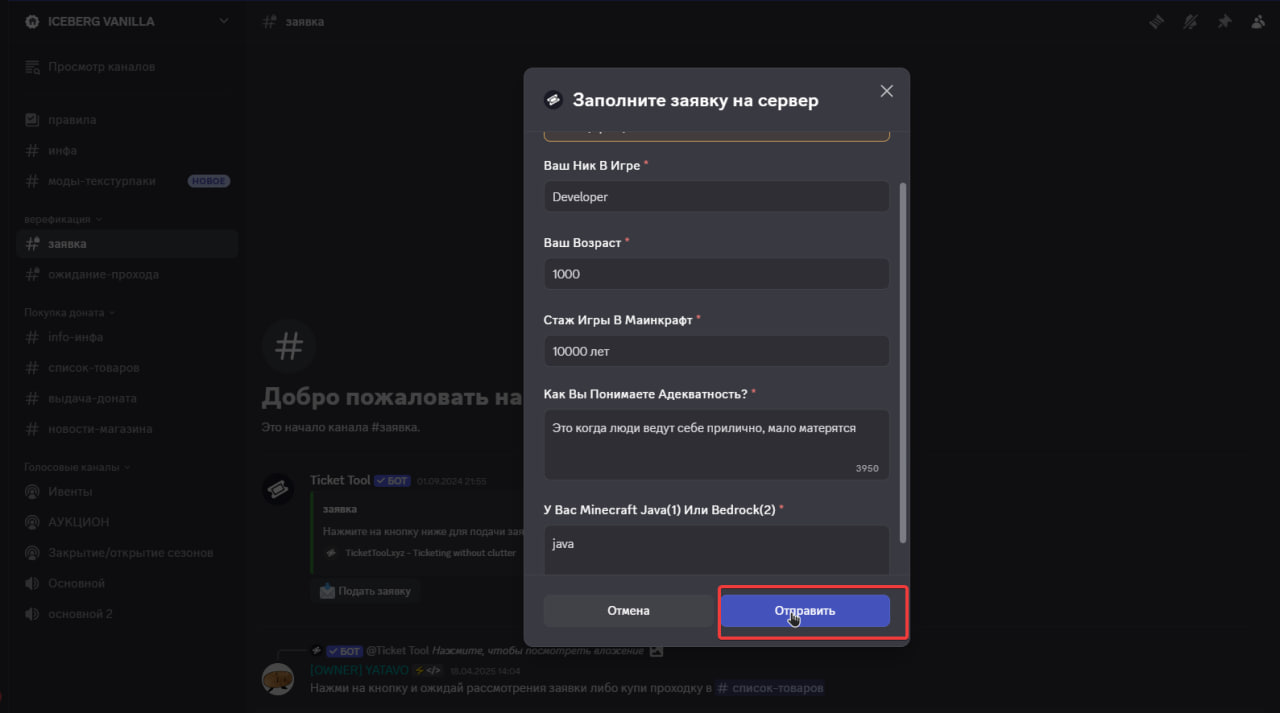 ICEBERG VANILLA
Просмотр каналов
правила
инфа
моды-текстурпаки
НОВОЕ
верефикация
заявка
ожидание-прохода
Покупка доната
info-инфа
список-товаров
выдача-доната
новости-магазина
Голосовые каналы
Ивенты
АУКЦИОН
Закрытие/открытие сезонов
Основной
основной 2
заявка
Добро пожаловать на
Это начало канала #заявка.
Ticket Tool БОТ 01.09.2024 21:55
заявка
Нажмите на кнопку ниже для подачи зая
TicketTool.xyz - Ticketing without clutter
Подать заявку
БОТ @Ticket Tool Нажмите, чтобы посмотреть вложение
[OWNER] YATAVO ⚡</> 18.04.2025 14:04
Нажми на кнопку и ожидай рассмотрения заявки либо купи проходку в # список-товаров
Заполните заявку на сервер
Ваш Ник В Игре *
Developer
Ваш Возраст *
1000
Стаж Игры В Маинкрафт *
10000 лет
Как Вы Понимаете Адекватность? *
Это когда люди ведут себе прилично, мало матерятся
3950
У Вас Minecraft Java(1) Или Bedrock(2) *
java
Отмена
Отправить